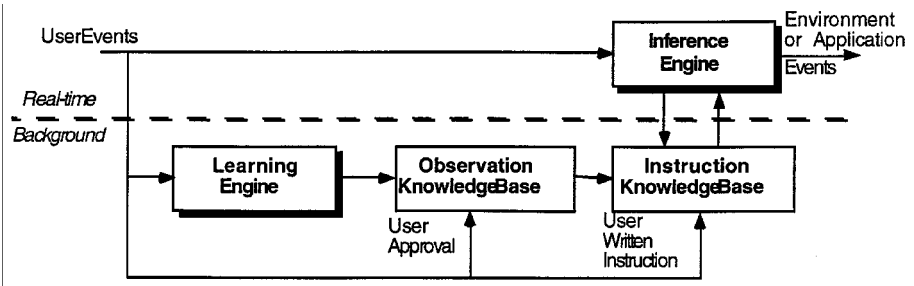 UserEvents
Inference
Engine
Environment
or Application
Events
Real-time
Background
Learning
Engine
Observation
KnowledgeBase
Instruction
KnowledgeBase
User
Approval
User
Written
Instruction